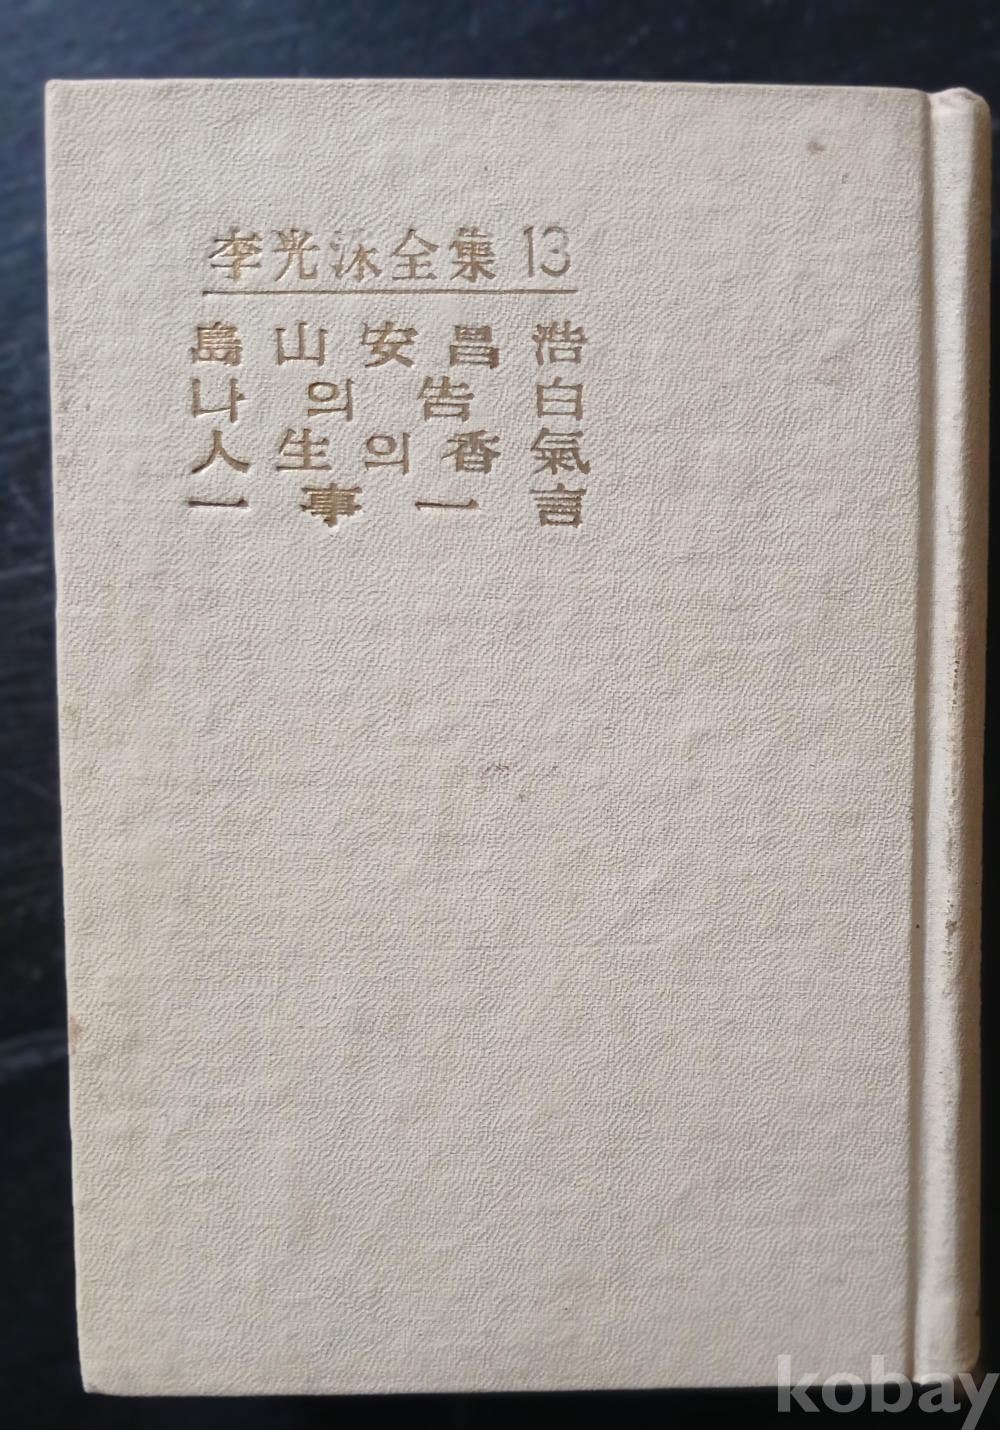 李光洙全集 13
島山安昌浩
나의告白
人生의香氣
一事一言
kobay